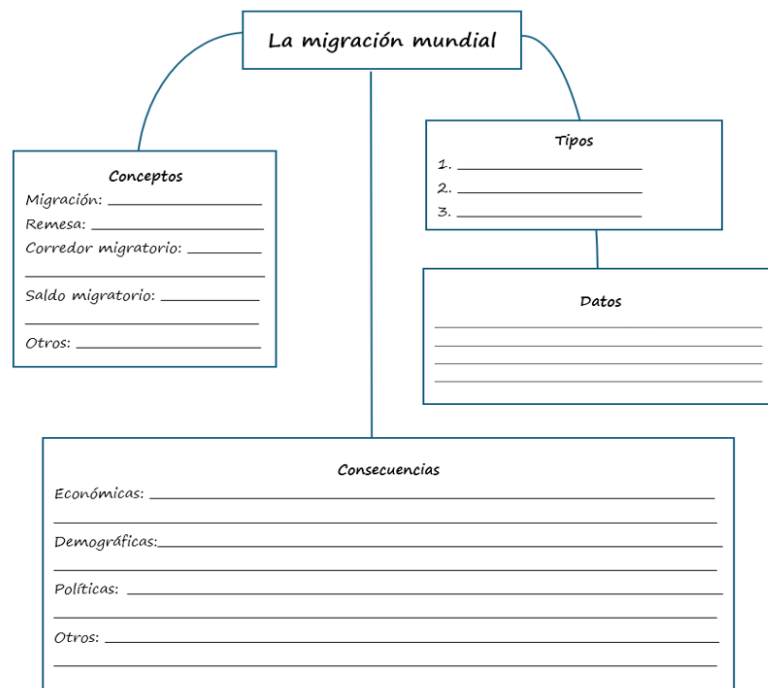 La migración mundial
Conceptos
Migración:
Remesa:
Corredor migratorio:
Saldo migratorio:
Otros:
Tipos
1.
2.
3.
Datos
Consecuencias
Económicas:
Demográficas:
Políticas:
Otros: